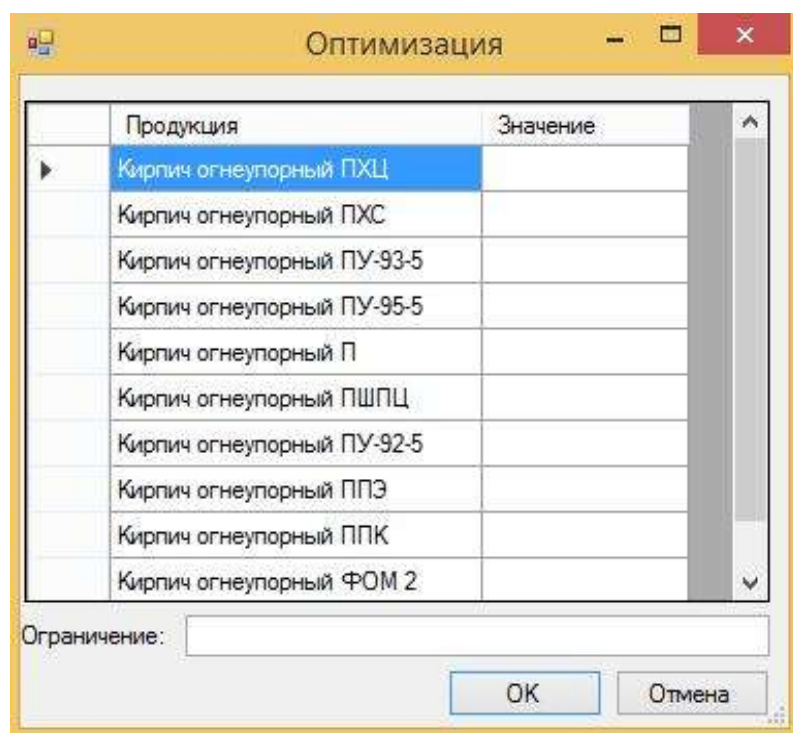 Оптимизация
Продукция Значение
Кирпич огнеупорный ПХЦ
Кирпич огнеупорный ПХС
Кирпич огнеупорный ПУ-93-5
Кирпич огнеупорный ПУ-95-5
Кирпич огнеупорный П
Кирпич огнеупорный ПШПЦ
Кирпич огнеупорный ПУ-92-5
Кирпич огнеупорный ППЭ
Кирпич огнеупорный ППК
Кирпич огнеупорный ФОМ 2
Ограничение:
OK Отмена